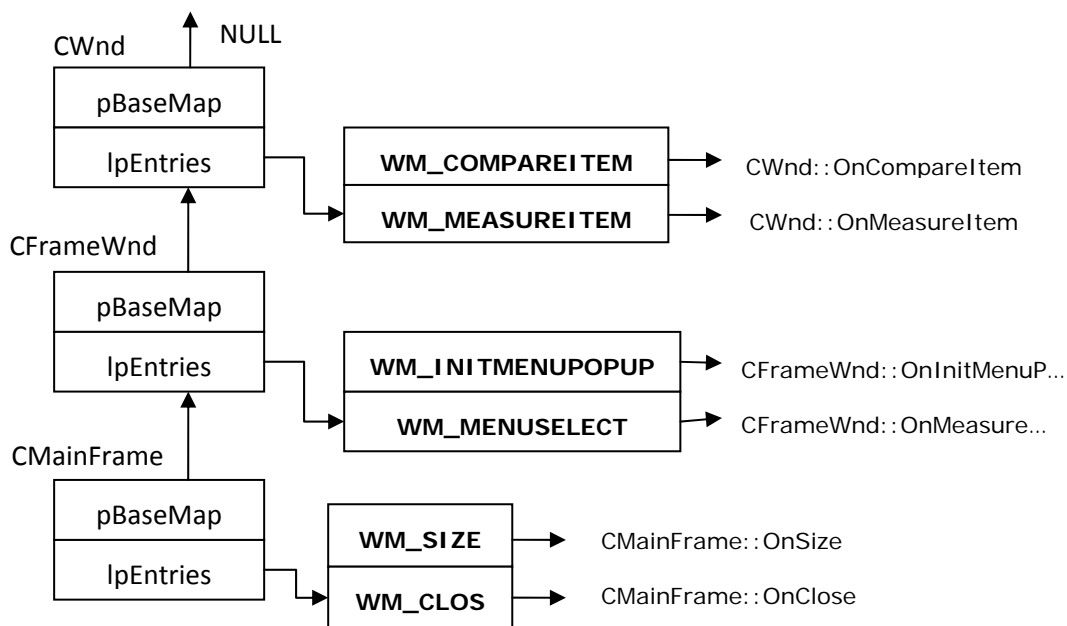 NULL
CWnd
pBaseMap
lpEntries
WM_COMPAREITEM
CWnd::OnCompareItem
WM_MEASUREITEM
CWnd::OnMeasureItem
CFrameWnd
pBaseMap
lpEntries
WM_INITMENUPOPUP
CFrameWnd::OnInitMenuP...
WM_MENUSELECT
CFrameWnd::OnMeasure...
CMainFrame
pBaseMap
lpEntries
WM_SIZE
CMainFrame::OnSize
WM_CLOS
CMainFrame::OnClose